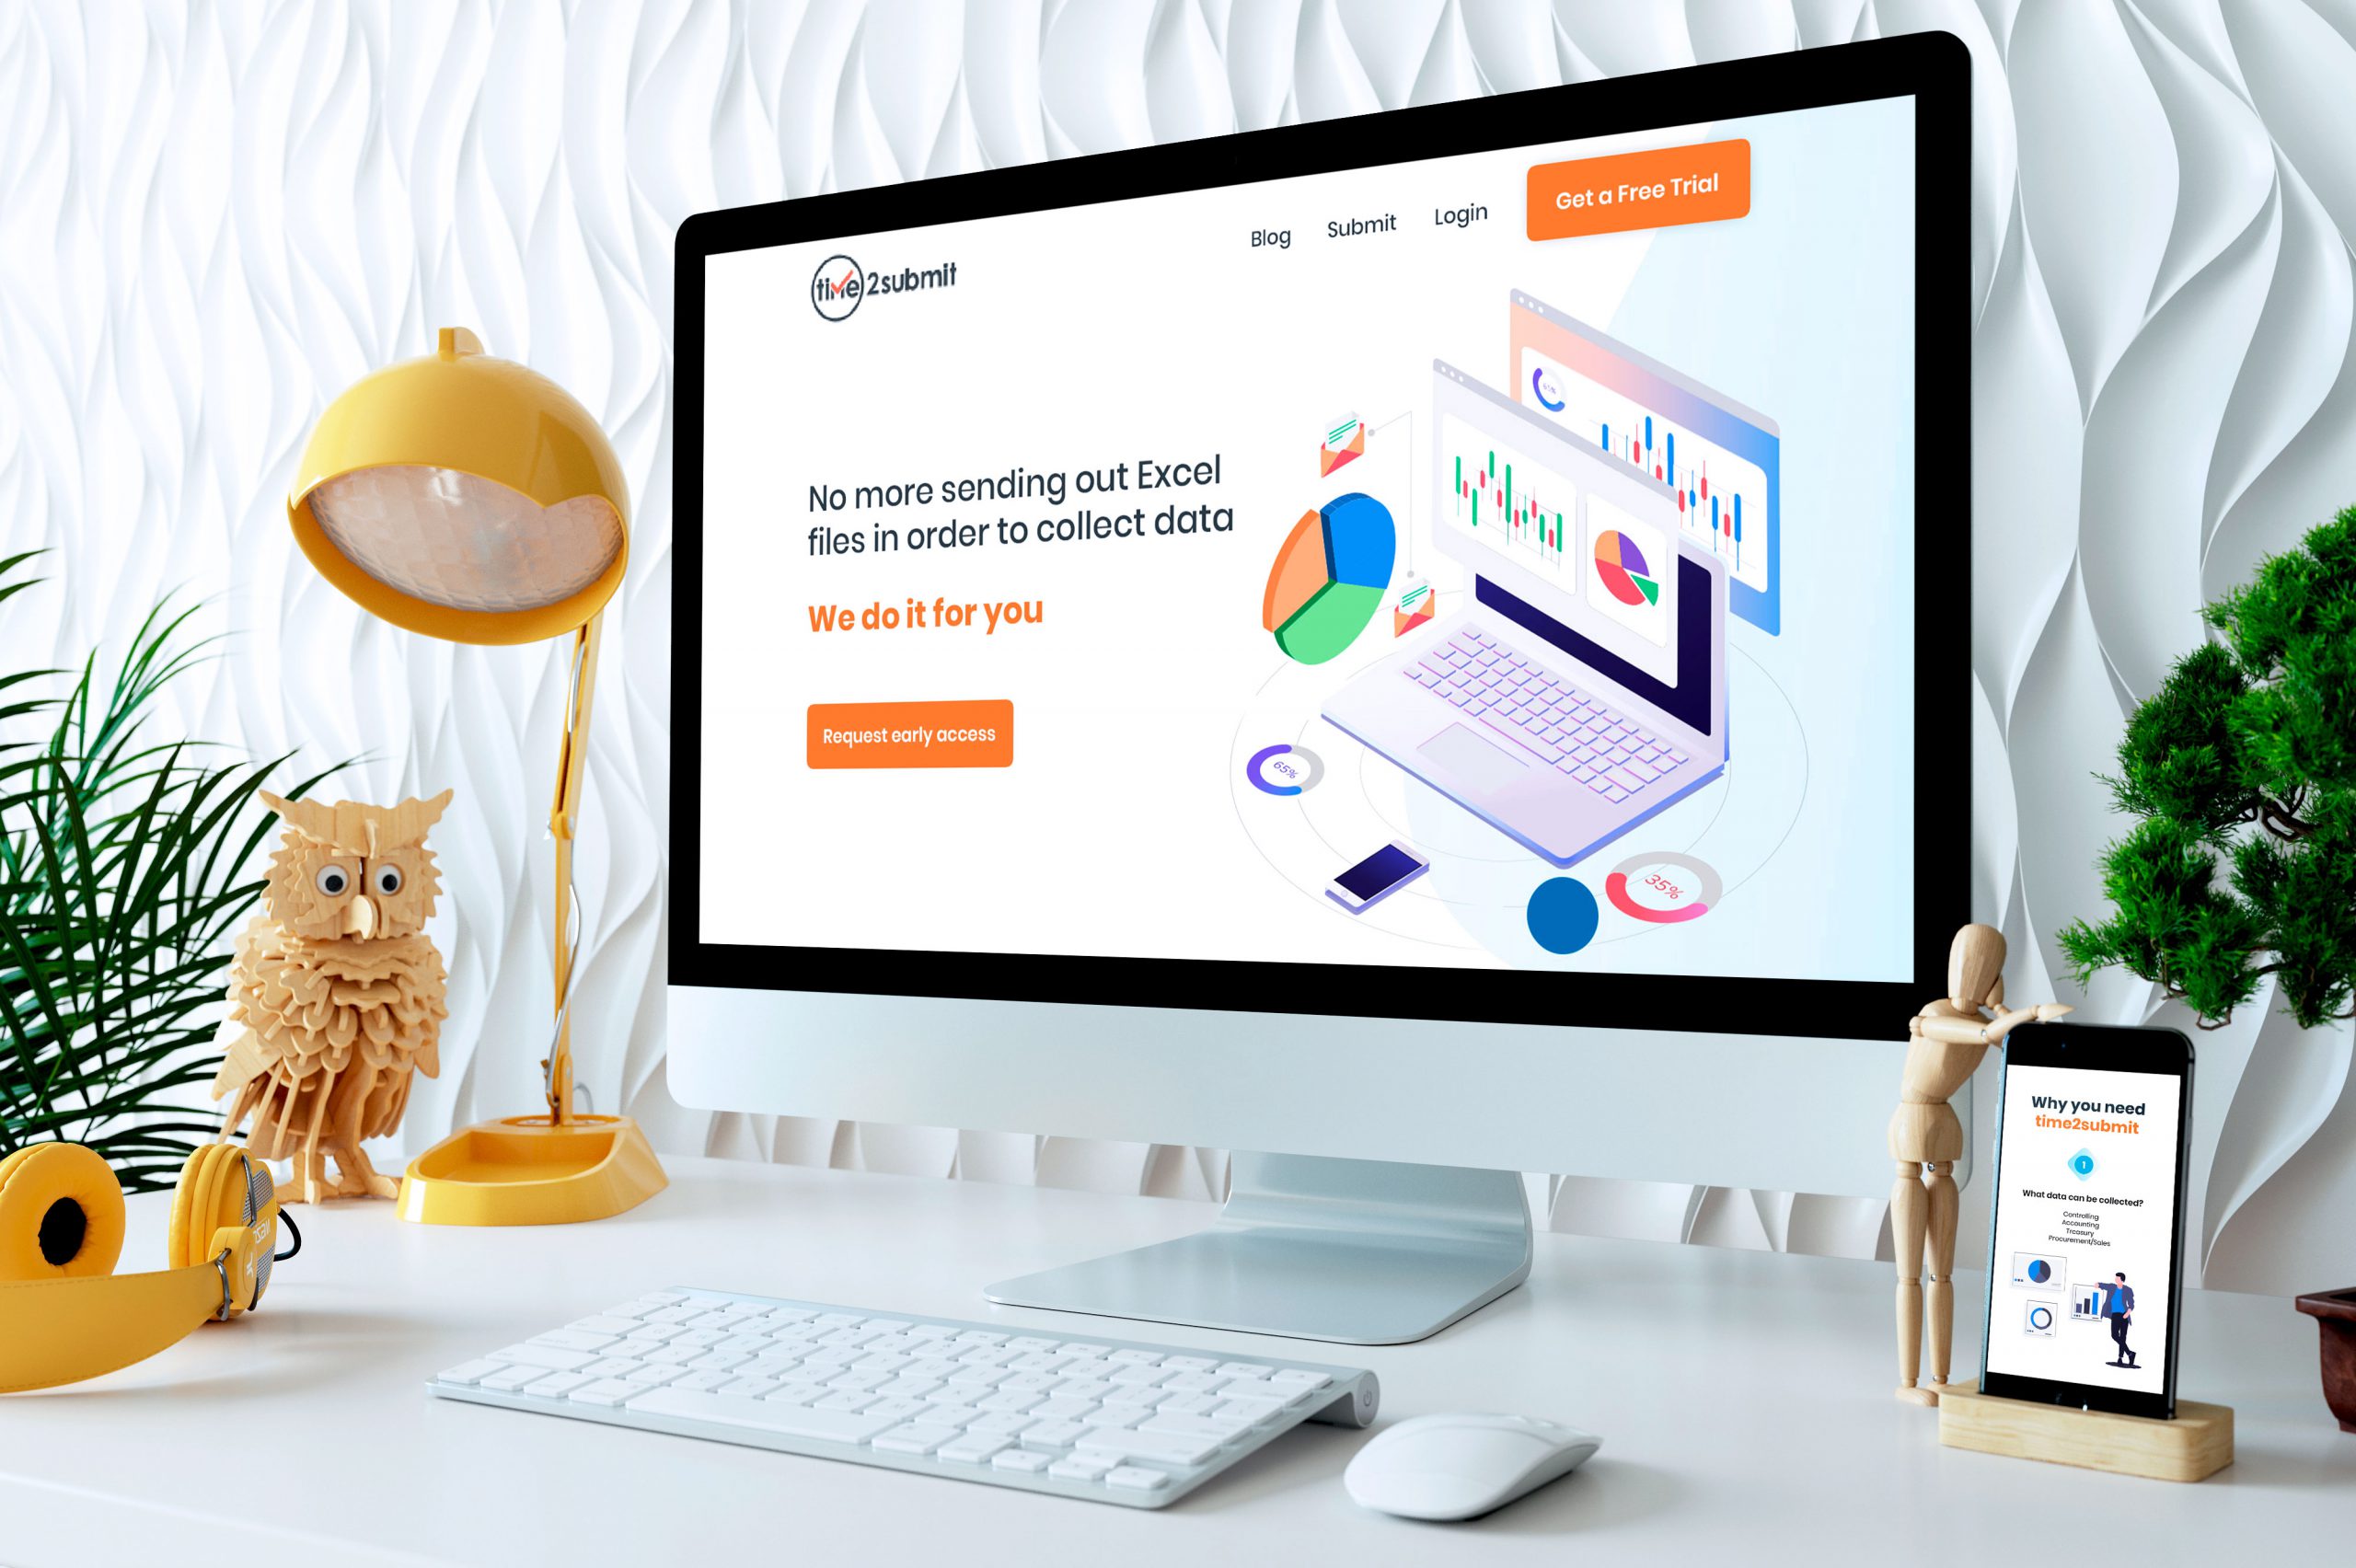 Blog
Submit
Login
Get a Free Trial
time2submit
No more sending out Excel
files in order to collect data
We do it for you
Request early access
65%
35%
Why you need
time2submit
1
What data can be collected?
Controlling
Accounting
Treasury
Procurement/Sales